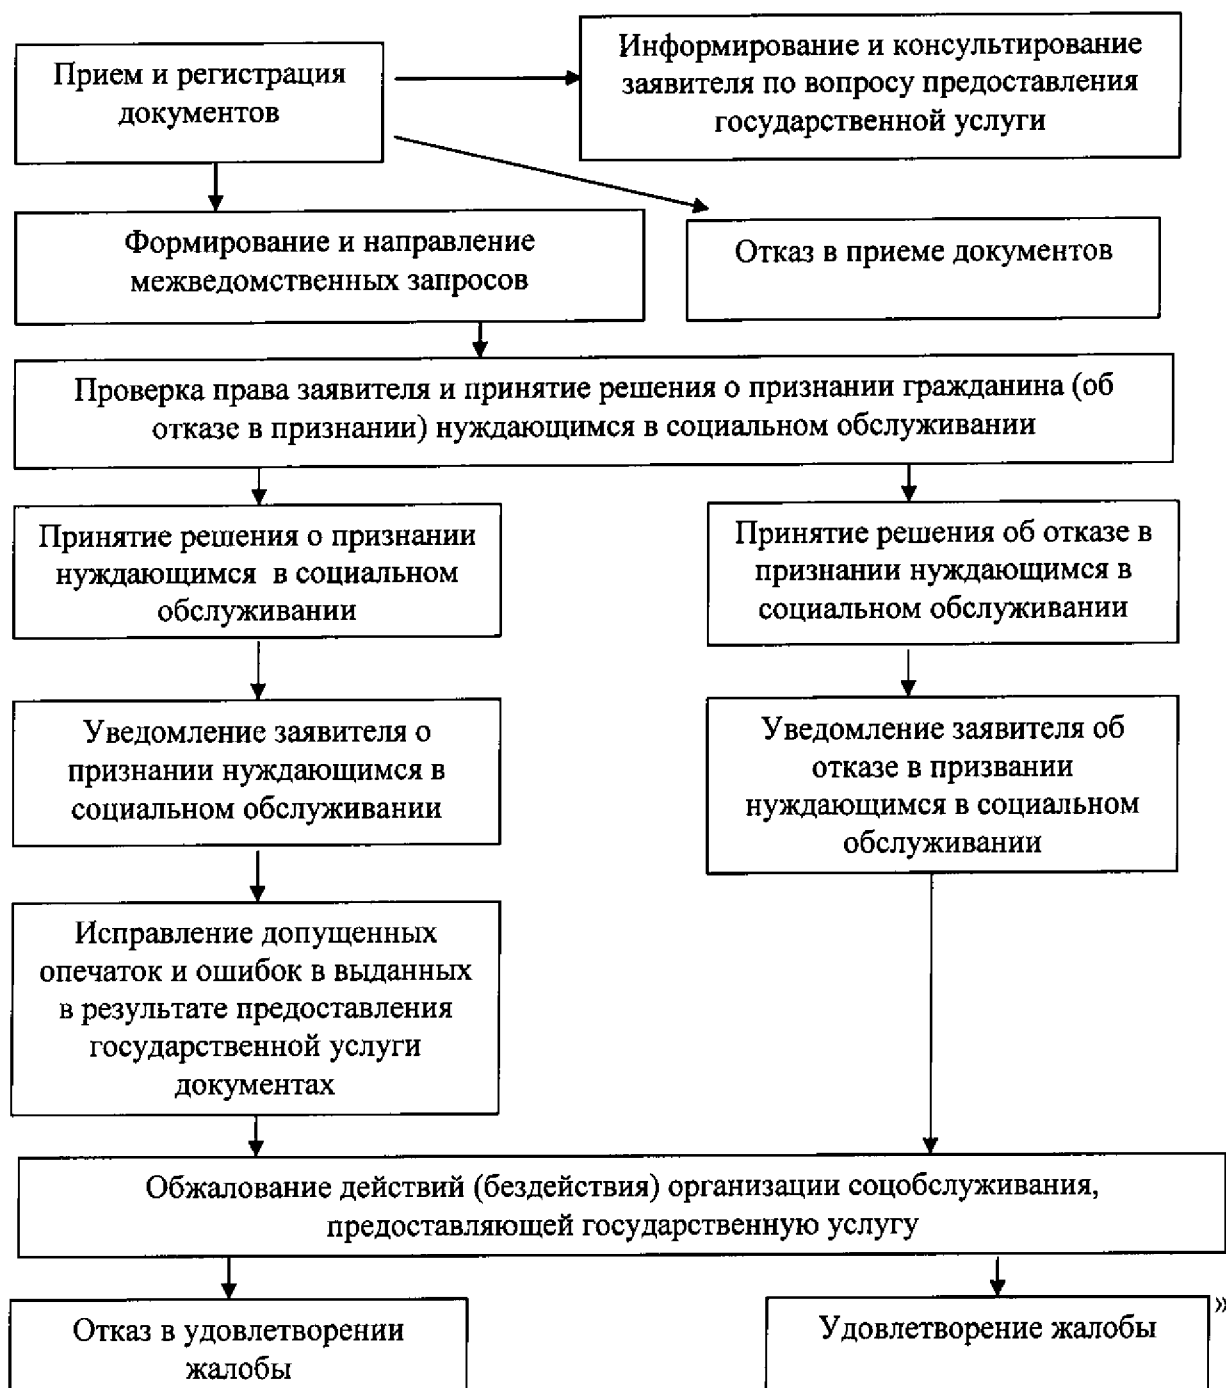 Прием и регистрация
документов
Информирование и консультирование
заявителя по вопросу предоставления
государственной услуги
Формирование и направление
межведомственных запросов
Отказ в приеме документов
Проверка права заявителя и принятие решения о признании гражданина (об
отказе в признании) нуждающимся в социальном обслуживании
Принятие решения о признании
нуждающимся в социальном
обслуживании
Принятие решения об отказе в
признании нуждающимся в
социальном обслуживании
Уведомление заявителя о
признании нуждающимся в
социальном обслуживании
Уведомление заявителя об
отказе в призвании
нуждающимся в социальном
обслуживании
Исправление допущенных
опечаток и ошибок в выданных
в результате предоставления
государственной услуги
документах
Обжалование действий (бездействия) организации соцобслуживания,
предоставляющей государственную услугу
Отказ в удовлетворении
жалобы
Удовлетворение жалобы
»